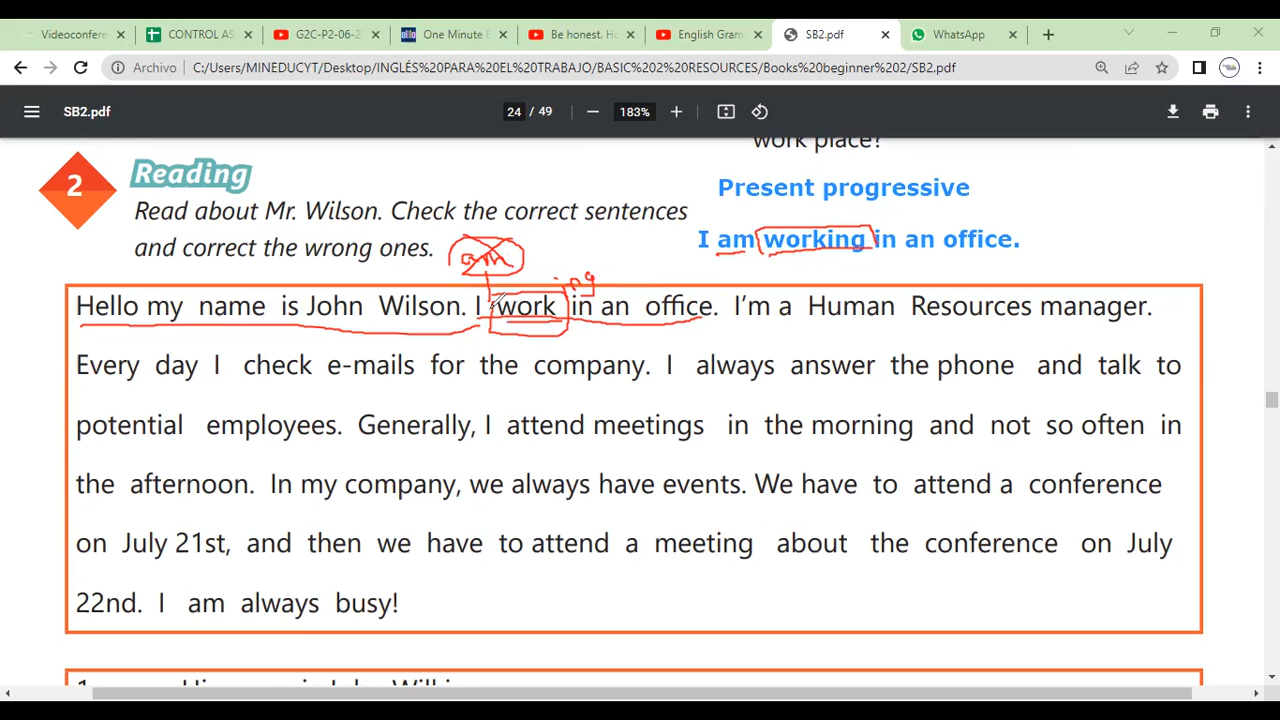 Videoconfere
CONTROL AS
G2C-P2-06-2
One Minute E
Be honest. Ho
English Gram
SB2.pdf
WhatsApp
Archivo
C:/Users/MINEDUCYT/Desktop/INGLÉS%20PARA%20EL%20TRABAJO/BASIC%202%20RESOURCES/Books%20beginner%202/SB2.pdf
SB2.pdf
24 / 49
183%
work place?
2
Reading
Present progressive
Read about Mr. Wilson. Check the correct sentences
and correct the wrong ones.
I am working in an office.
am
ing
Hello my name is John Wilson. I work in an office. I'm a Human Resources manager.
Every day I check e-mails for the company. I always answer the phone and talk to
potential employees. Generally, I attend meetings in the morning and not so often in
the afternoon. In my company, we always have events. We have to attend a conference
on July 21st, and then we have to attend a meeting about the conference on July
22nd. I am always busy!